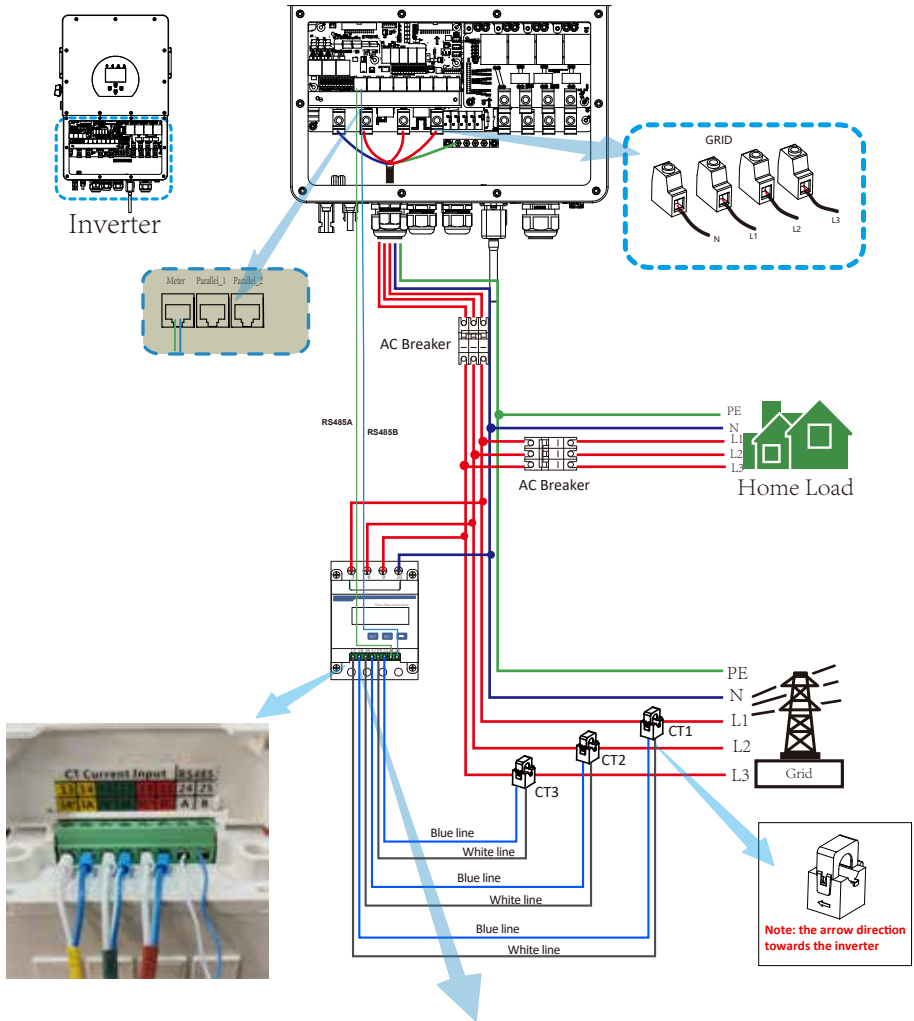 GRID
N
L1
L2
L3
Inverter
Meter
Parallel_1
Parallel_2
AC Breaker
RS485A
RS485B
PE
N
L1
L2
L3
AC Breaker
Home Load
PE
N
L1
L2
L3
Grid
CT1
CT2
CT3
CT Current Input RS485
13 14 24 25
A B
Blue line
White line
Blue line
White line
Blue line
White line
Note: the arrow direction
towards the inverter